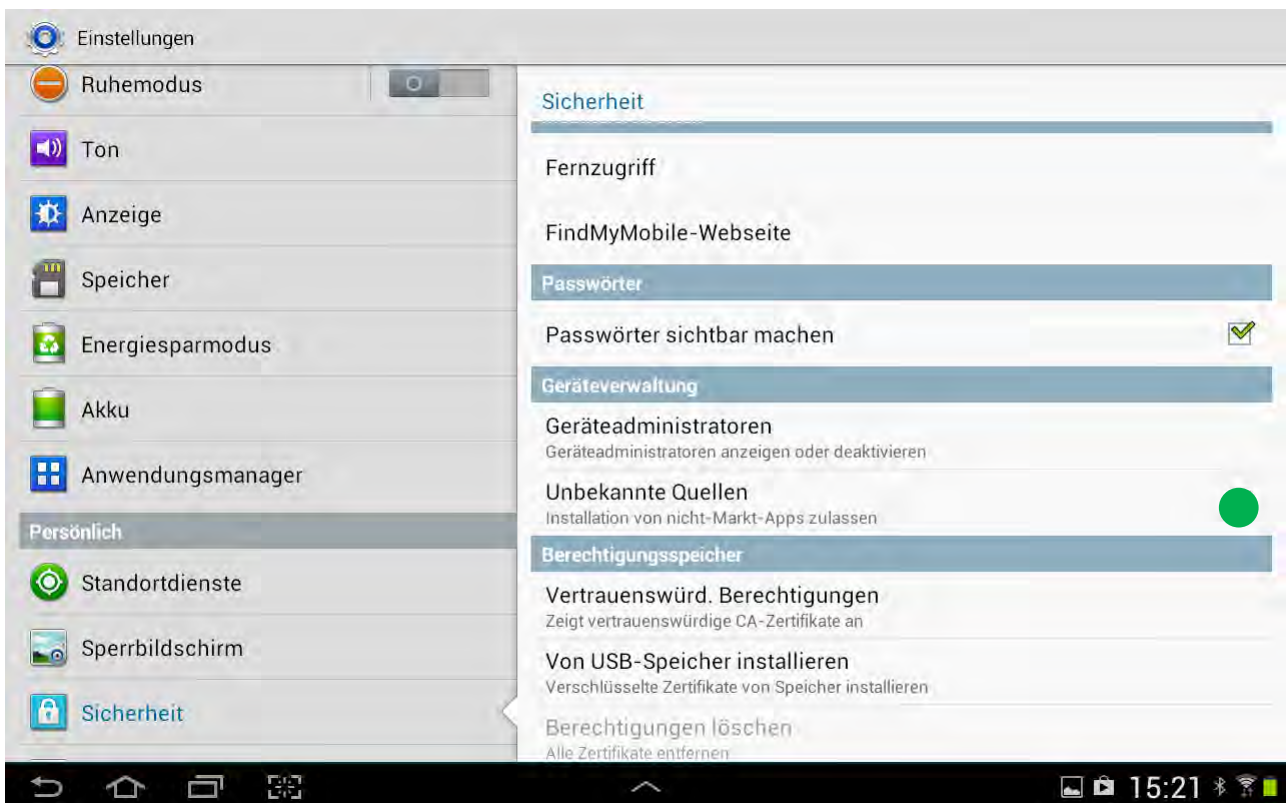 Einstellungen
Ruhemodus
Ton
Anzeige
Speicher
Energiesparmodus
Akku
Anwendungsmanager
Persönlich
Standortdienste
Sperrbildschirm
Sicherheit
Sicherheit
Fernzugriff
FindMyMobile-Webseite
Passwörter
Passwörter sichtbar machen
Geräteverwaltung
Geräteadministratoren
Geräteadministratoren anzeigen oder deaktivieren
Unbekannte Quellen
Installation von nicht-Markt-Apps zulassen
Berechtigungsspeicher
Vertrauenswürd. Berechtigungen
Zeigt vertrauenswürdige CA-Zertifikate an
Von USB-Speicher installieren
Verschlüsselte Zertifikate von Speicher installieren
Berechtigungen löschen
Alle Zertifikate entfernen
15:21